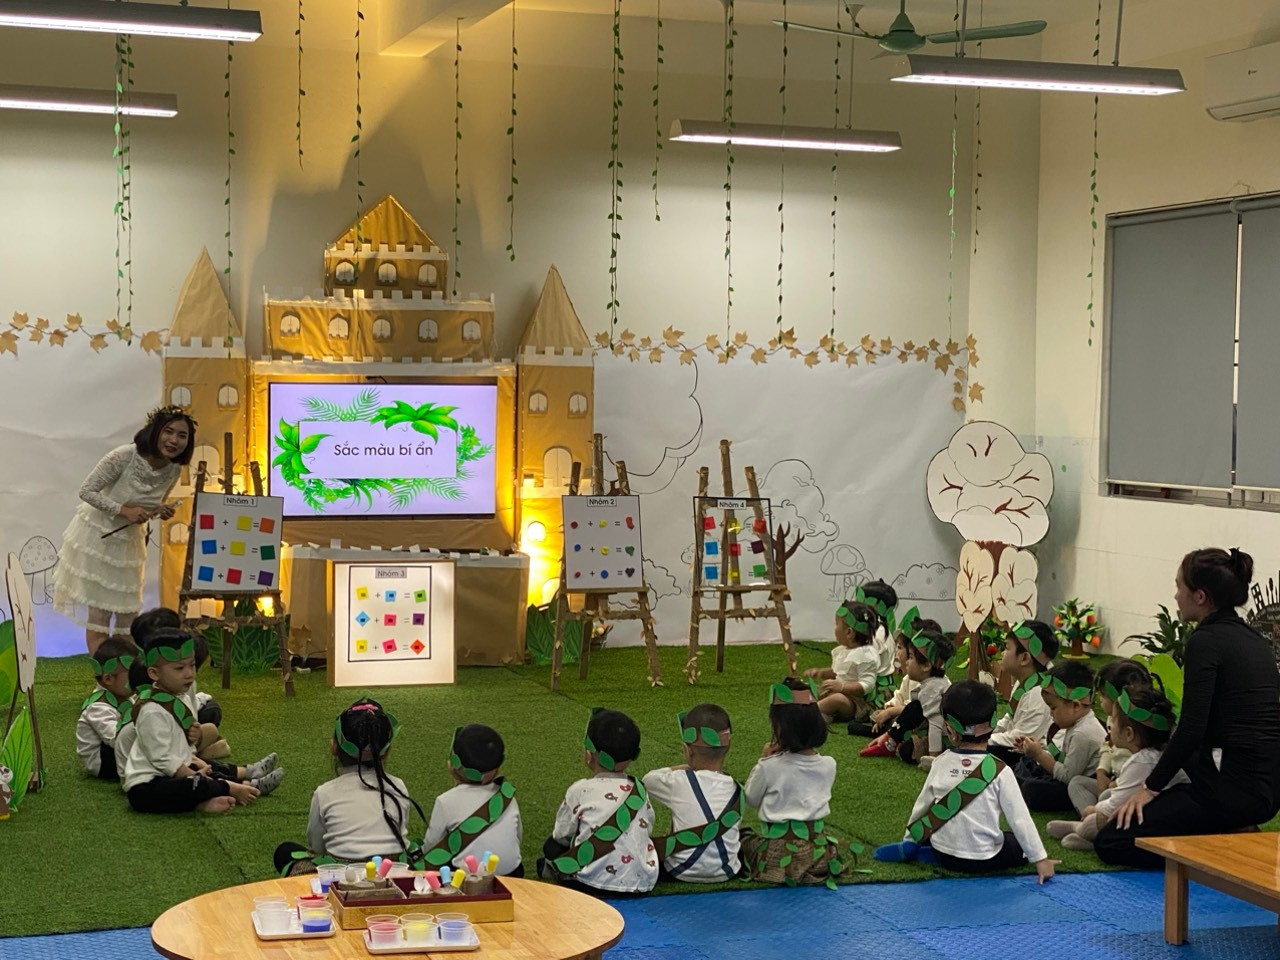 Sắc màu bí ẩn
Nhóm 1
Nhóm 2
Nhóm 4
Nhóm 3